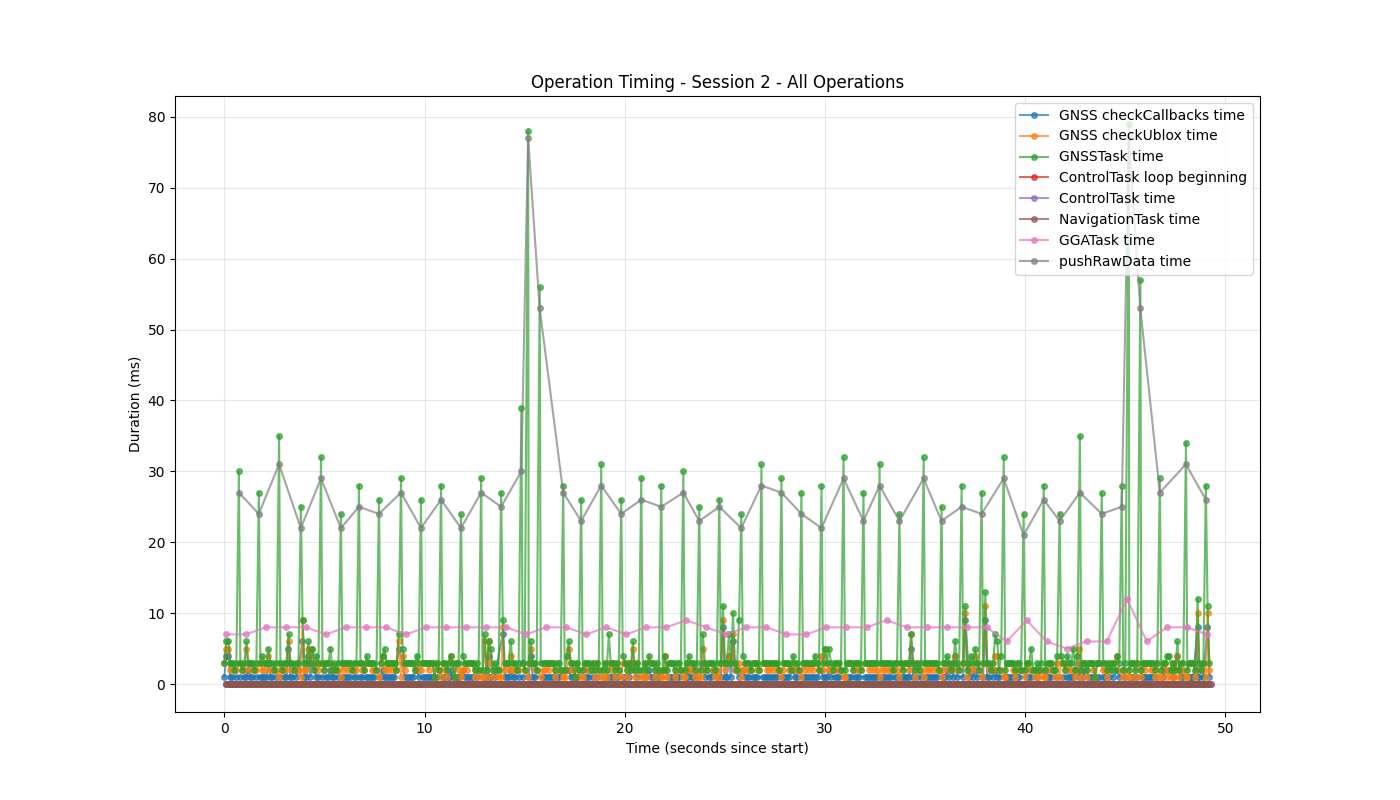 Operation Timing - Session 2 - All Operations
80
70
60
50
40
30
20
10
0
Duration (ms)
GNSS checkCallbacks time
GNSS checkUblox time
GNSSTask time
ControlTask loop beginning
ControlTask time
NavigationTask time
GGATask time
pushRawData time
0 10 20 30 40 50
Time (seconds since start)